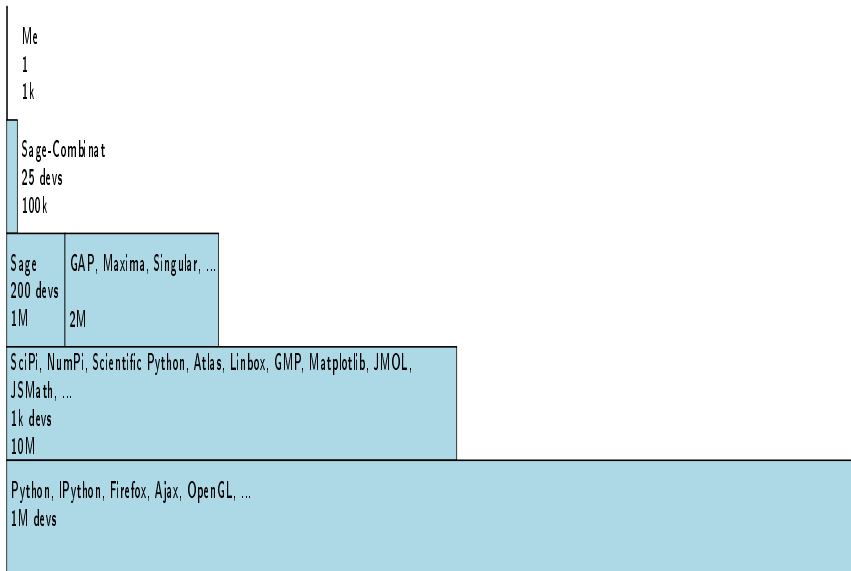 Me
1
1k
Sage-Combinat
25 devs
100k
Sage
200 devs
1M
GAP, Maxima, Singular, ...
2M
SciPi, NumPi, Scientific Python, Atlas, Linbox, GMP, Matplotlib, JMOL,
JSMath, ...
1k devs
10M
Python, IPython, Firefox, Ajax, OpenGL, ...
1M devs